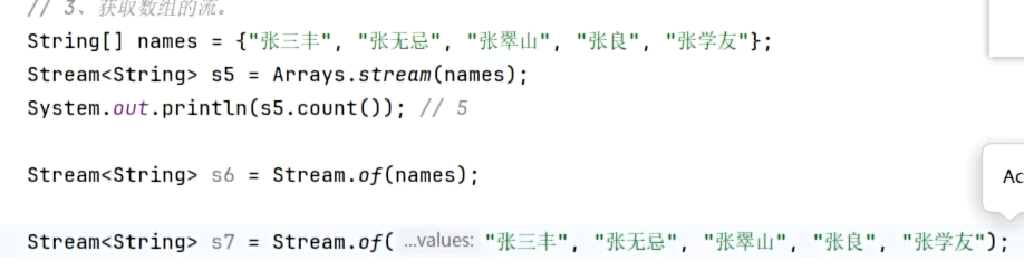 // 3、获取数组的流。
String[] names = {"张三丰", "张无忌", "张翠山", "张良", "张学友"};
Stream<String> s5 = Arrays.stream(names);
System.out.println(s5.count()); // 5
Stream<String> s6 = Stream.of(names);
Ac
Stream<String> s7 = Stream.of( ...values: "张三丰", "张无忌", "张翠山", "张良", "张学友");